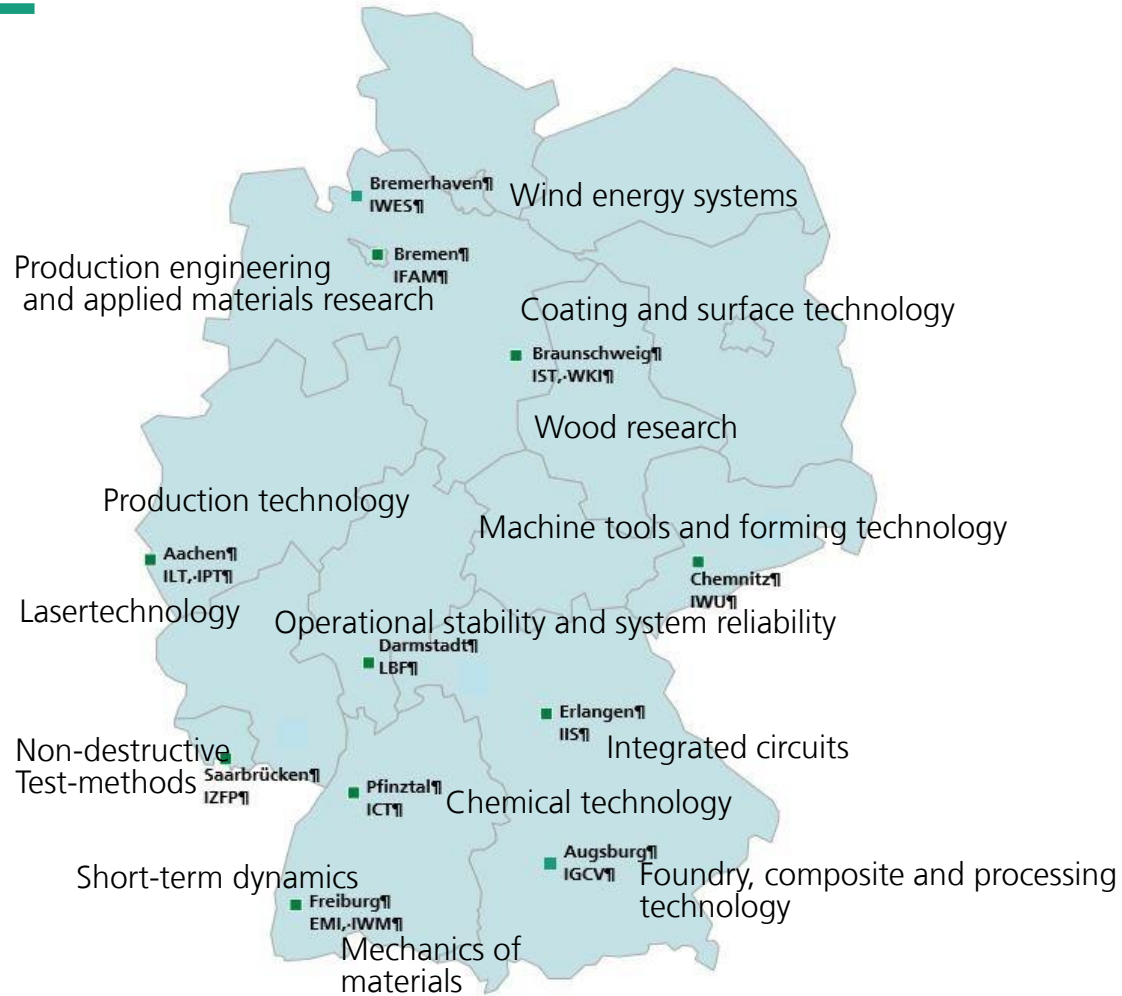 Bremerhaven¶
IWES¶
Wind energy systems
Bremen¶
IFAM¶
Production engineering
and applied materials research
Coating and surface technology
Braunschweig¶
IST,·WKI¶
Wood research
Production technology
Aachen¶
ILT,·IPT¶
Lasertechnology
Machine tools and forming technology
Chemnitz¶
IWU¶
Operational stability and system reliability
Darmstadt¶
LBF¶
Erlangen¶
IIS¶
Integrated circuits
Non-destructive
Test-methods
Saarbrücken¶
IZFP¶
Pfinztal¶
ICT¶
Chemical technology
Augsburg¶
IGCV¶
Foundry, composite and processing
technology
Short-term dynamics
Freiburg¶
EMI,·IWM¶
Mechanics of
materials